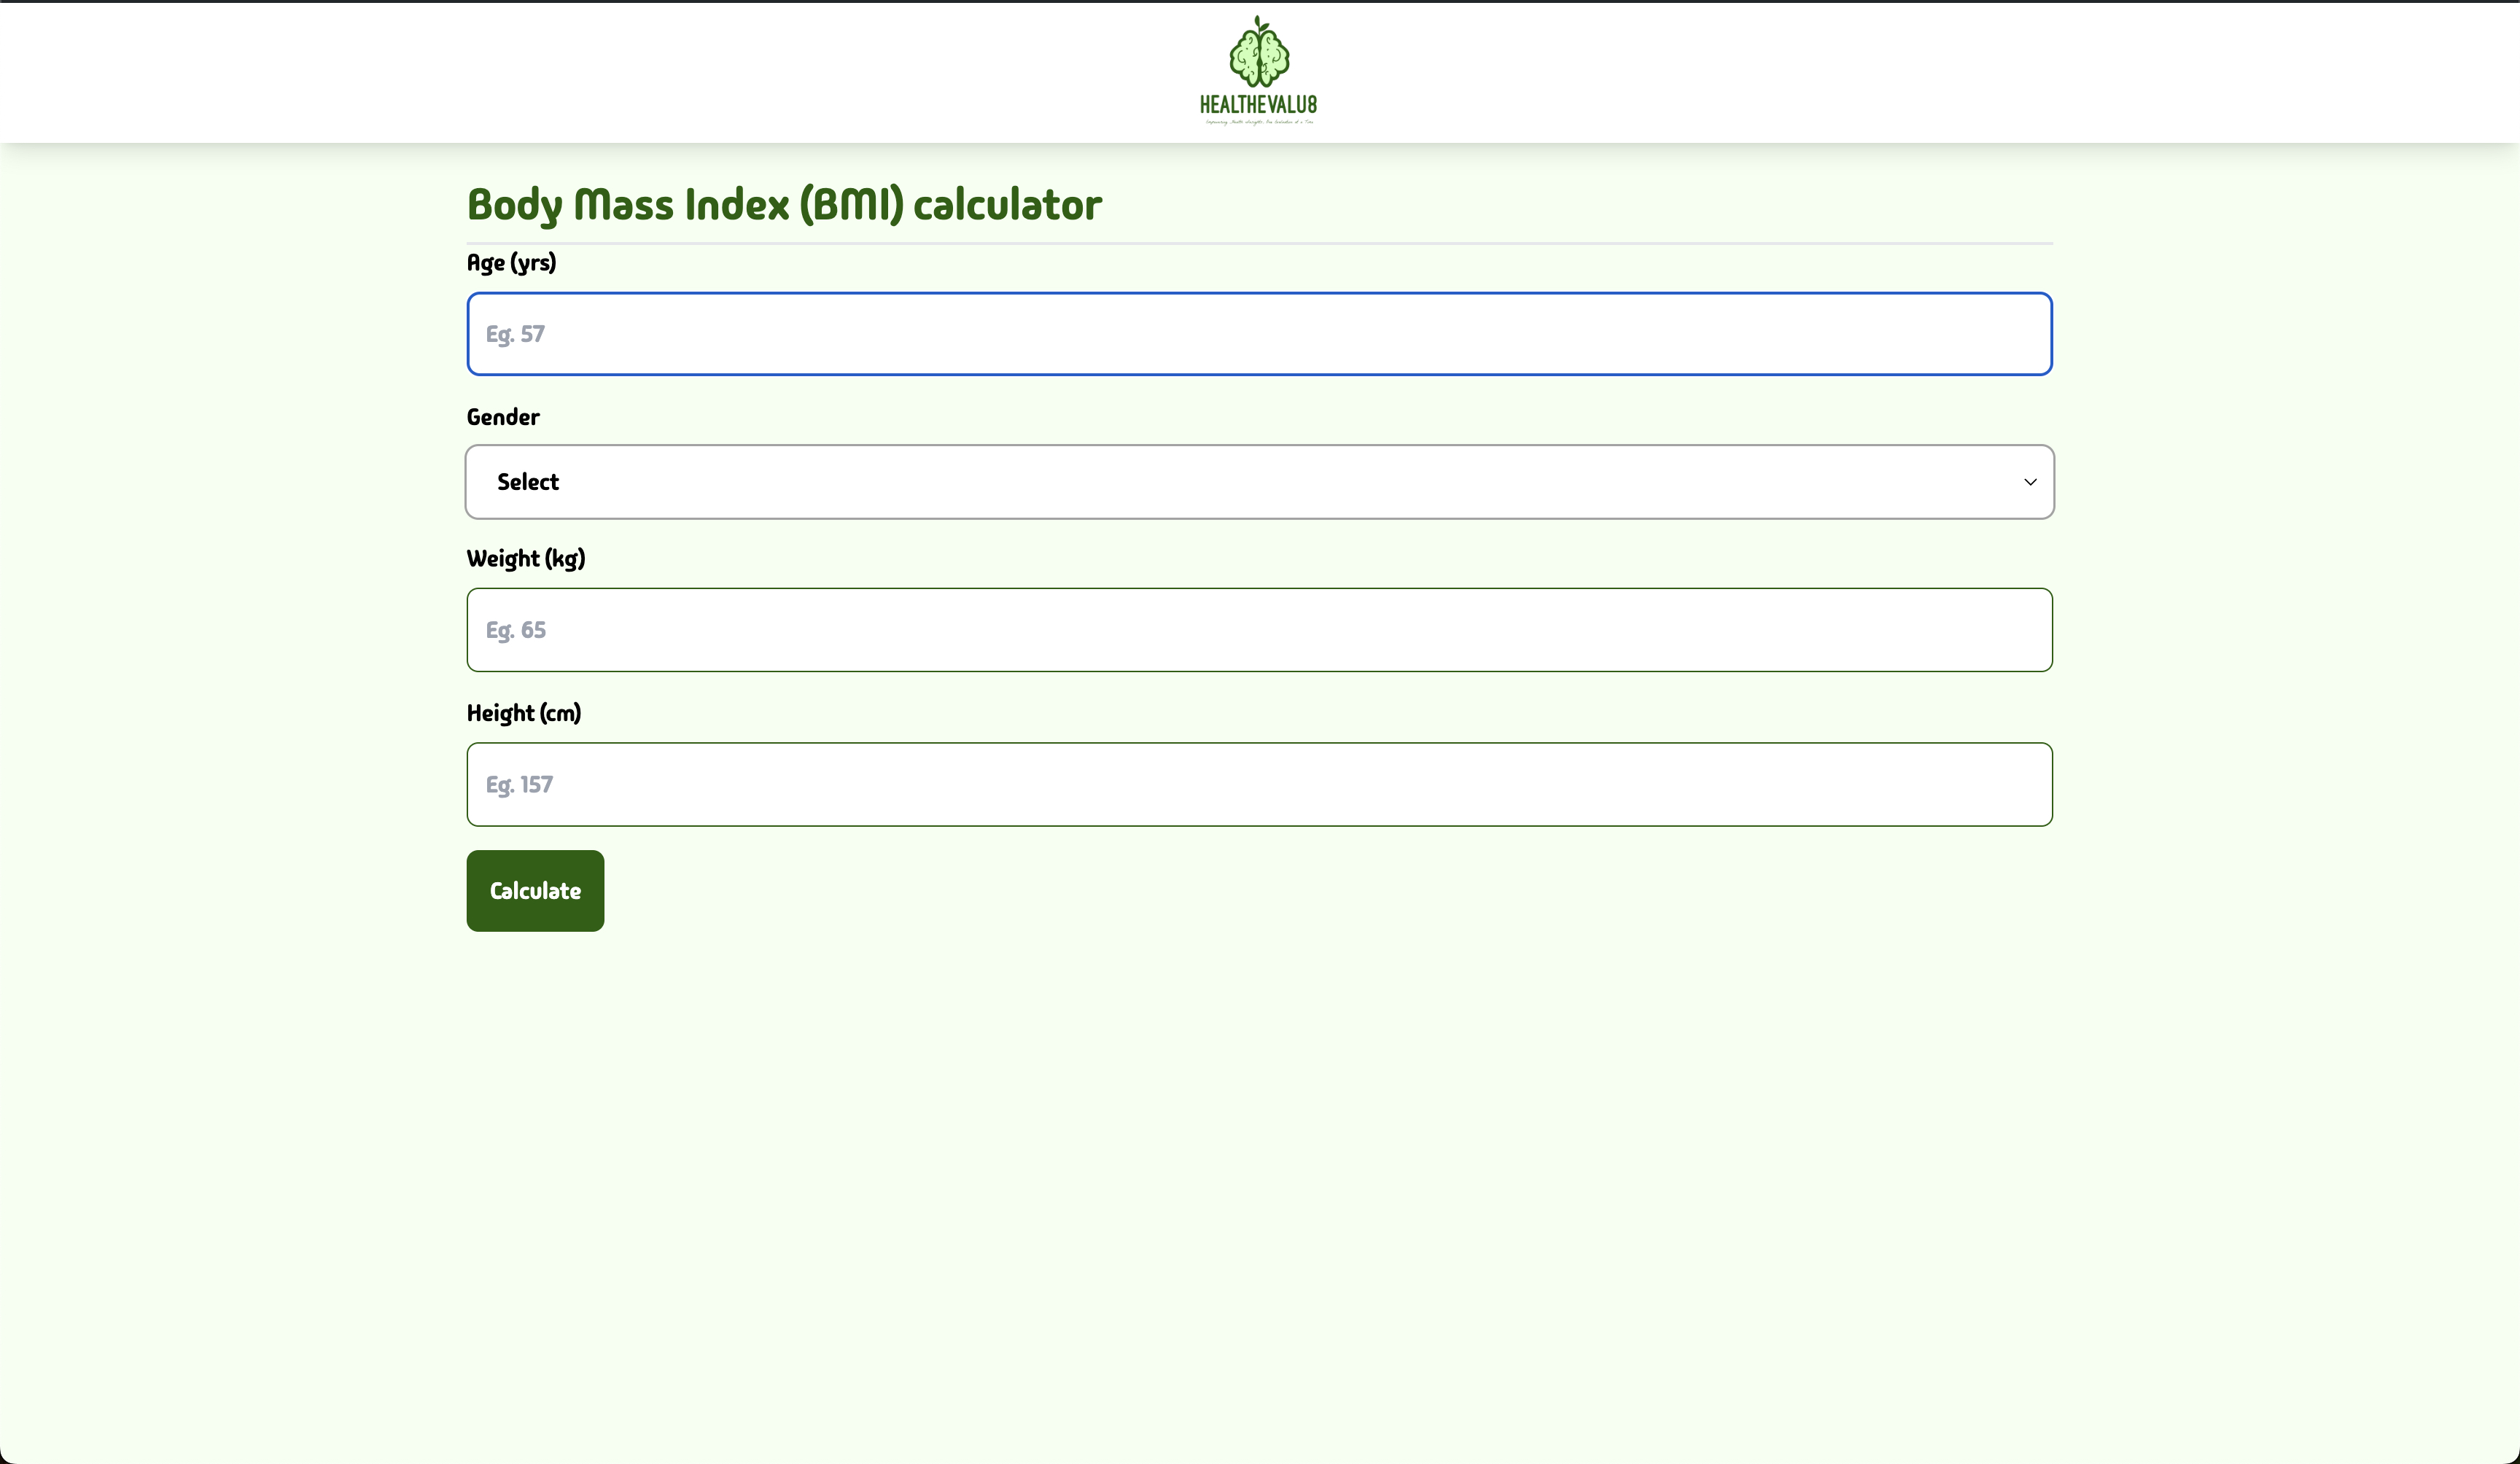 HEALTHEVALU8
Body Mass Index (BMI) calculator
Age (yrs)
Eg. 57
Gender
Select
Weight (kg)
Eg. 65
Height (cm)
Eg. 157
Calculate